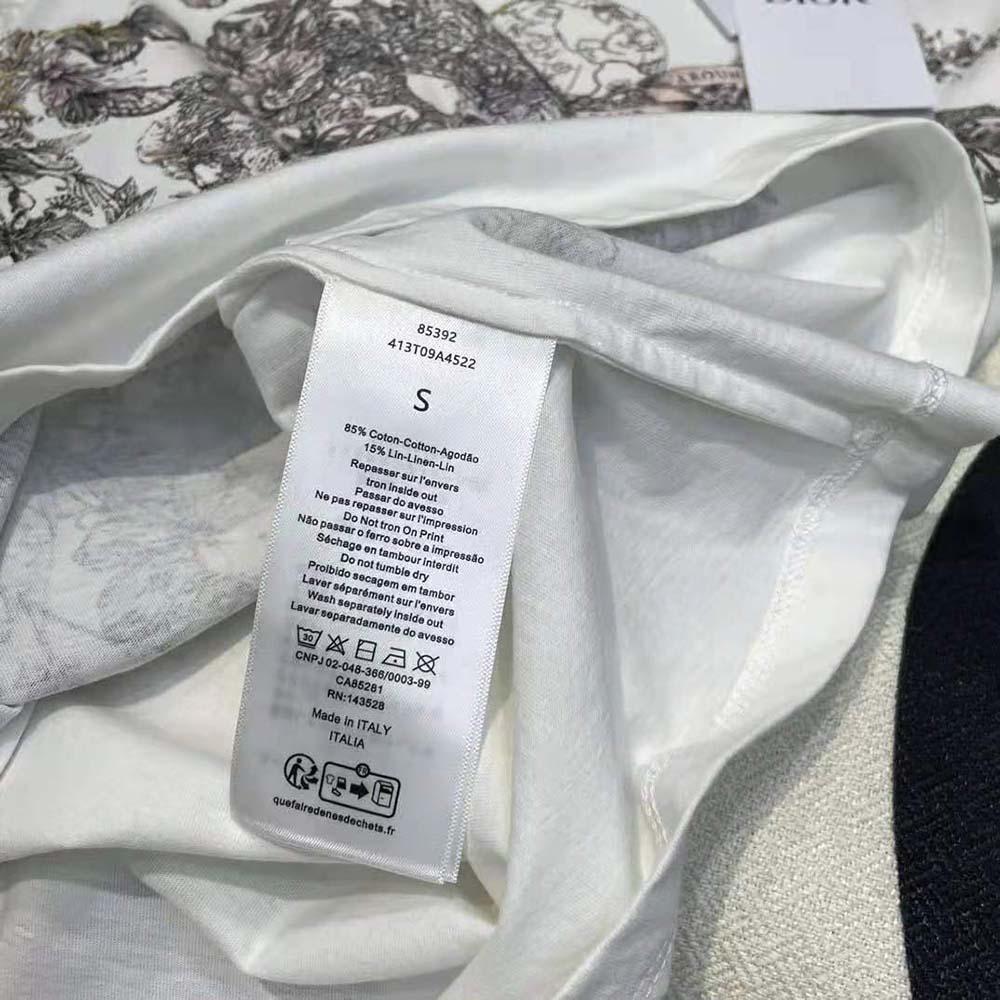 DIOR
85392
413T09A4522
S
85% Coton-Cotton-Agodão
15% Lin-Linen-Lin
Repasser sur l'envers
tron Inside out
Passar do avesso
Ne pas repasser sur l'impression
Do Not tron On Print
Não passar o ferro sobre a impressão
Séchage en tambour interdit
Do not tumble dry
Proibido secagem em tambor
Laver séparément sur l'envers
Wash separately inside out
Lavar separadamente do avesso
30
CNPJ 02-048-366/0003-99
CA85281
RN:143528
Made in ITALY
ITALIA
quefairedenesdechets.fr